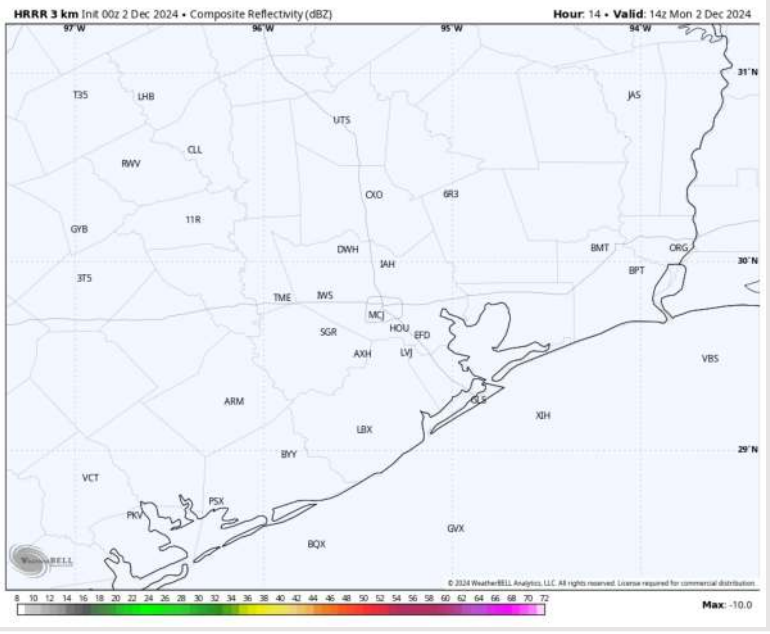 HRRR 3 km Init 00z 2 Dec 2024 • Composite Reflectivity (dBZ) Hour: 14 • Valid: 14z Mon 2 Dec 2024
97°W 96°W 95°W 94°W
31°N
T35 LHB JAS
UTS
CLL
RWV
CXO 6R3
11R
GYB
DWH BMT ORG
IAH 30°N
3T5 BPT
TME IWS
MCJ
SGR HOU EFD
AXH LVJ
VBS
ARM GLS
XIH
LBX
BYY 29°N
VCT
PSX
PKV
GVX
BQX
WeatherBELL
© 2024 WeatherBELL Analytics, LLC. All rights reserved. License required for commercial distribution.
8 10 12 14 16 18 20 22 24 26 28 30 32 34 36 38 40 42 44 46 48 50 52 54 56 58 60 62 64 66 68 70 72
Max: -10.0